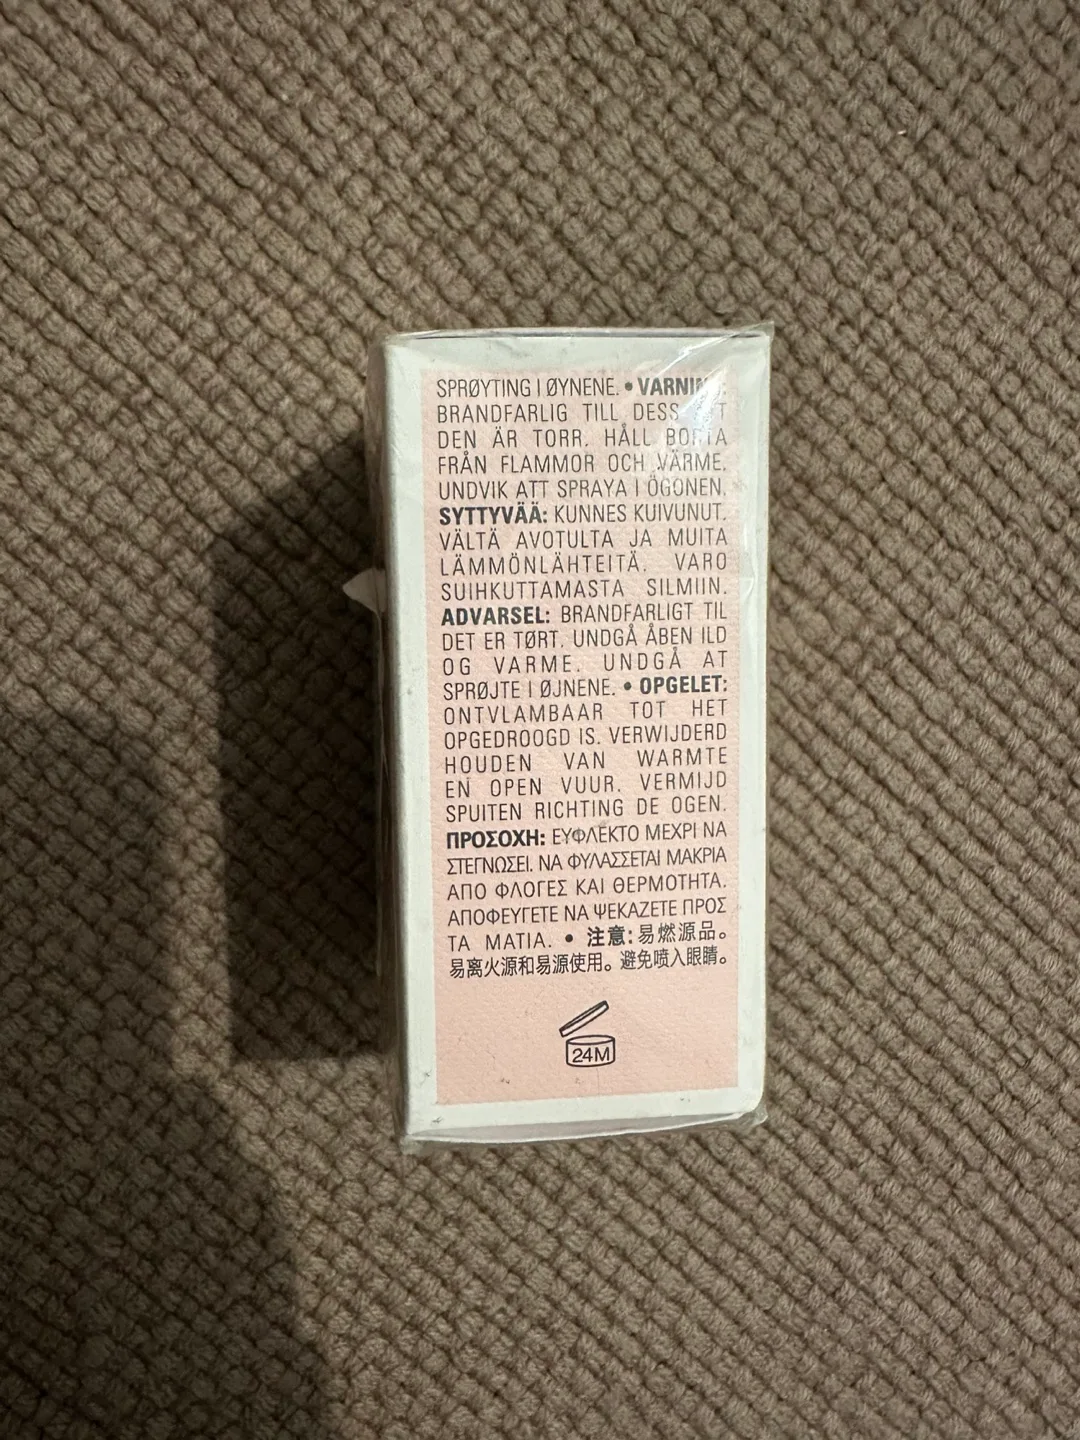 SPRØYTING I ØYNENE. • VARNING:
BRANDFARLIG TILL DESS ATT
DEN ÄR TORR. HÅLL BORTA
FRÅN FLAMMOR OCH VÄRME.
UNDVIK ATT SPRAYA I ÖGONEN.
SYTTYVÄÄ: KUNNES KUIVUNUT.
VÄLTÄ AVOTULTA JA MUITA
LÄMMÖNLÄHTEITÄ. VARO
SUIHKUTTAMASTA SILMIIN.
ADVARSEL: BRANDFARLIGT TIL
DET ER TØRT. UNDGÅ ÅBEN ILD
OG VARME. UNDGÅ AT
SPRØJTE I ØJNENE. • OPGELET:
ONTVLAMBAAR TOT HET
OPGEDROOGD IS. VERWIJDERD
HOUDEN VAN WARMTE
EN OPEN VUUR. VERMIJD
SPUITEN RICHTING DE OGEN.
ΠΡΟΣΟΧΗ: ΕΥΦΛΕΚΤΟ ΜΕΧΡΙ ΝΑ
ΣΤΕΓΝΩΣΕΙ. ΝΑ ΦΥΛΑΣΣΕΤΑΙ ΜΑΚΡΙΑ
ΑΠΟ ΦΛΟΓΕΣ ΚΑΙ ΘΕΡΜΟΤΗΤΑ.
ΑΠΟΦΕΥΓΕΤΕ ΝΑ ΨΕΚΑΖΕΤΕ ΠΡΟΣ
ΤΑ ΜΑΤΙΑ. • 注意:易燃源品。
易离火源和易源使用。避免喷入眼睛。
24M